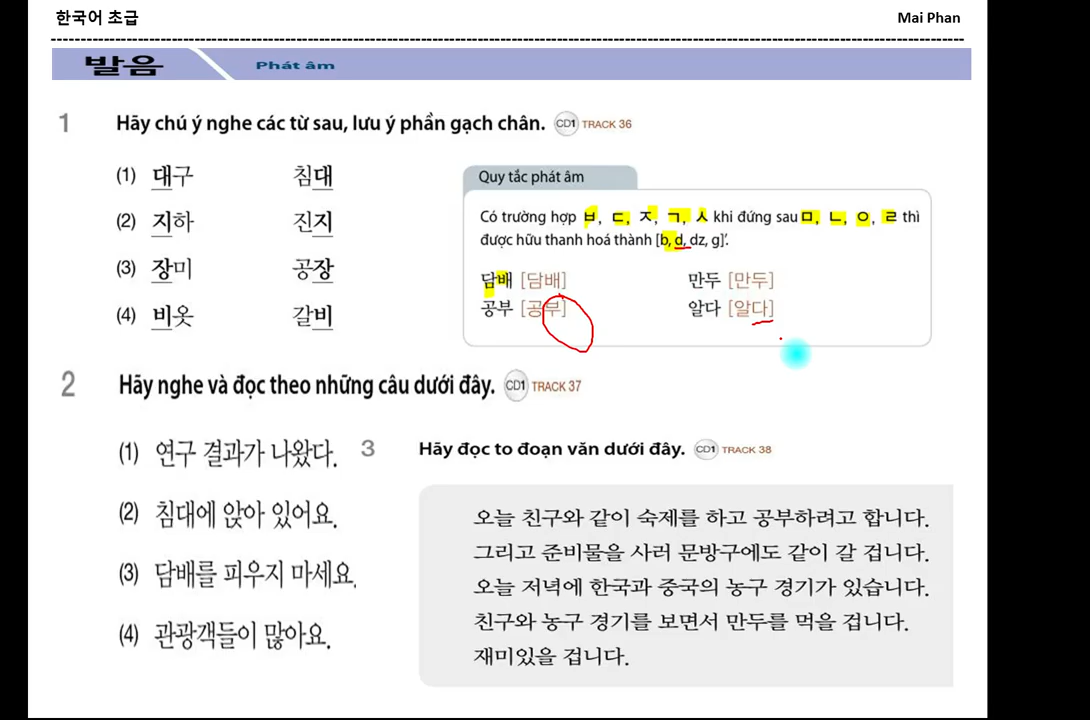 한국어 초급
Mai Phan
발음
Phát âm
1 Hãy chú ý nghe các từ sau, lưu ý phần gạch chân. CD1 TRACK 36
(1) 대구 침대
(2) 지하 진지
(3) 장미 공장
(4) 비옷 갈비
Quy tắc phát âm
Có trường hợp ㅂ, ㄷ, ㅈ, ㄱ, ㅅ khi đứng sau ㅁ, ㄴ, ㅇ, ㄹ thì
được hữu thanh hoá thành [b, d, dz, g]'.
담배 [담배] 만두 [만두]
공부 [공부] 알다 [알다]
2 Hãy nghe và đọc theo những câu dưới đây. CD1 TRACK 37
(1) 연구 결과가 나왔다.
(2) 침대에 앉아 있어요.
(3) 담배를 피우지 마세요.
(4) 관광객들이 많아요.
3 Hãy đọc to đoạn văn dưới đây. CD1 TRACK 38
오늘 친구와 같이 숙제를 하고 공부하려고 합니다.
그리고 준비물을 사러 문방구에도 같이 갈 겁니다.
오늘 저녁에 한국과 중국의 농구 경기가 있습니다.
친구와 농구 경기를 보면서 만두를 먹을 겁니다.
재미있을 겁니다.